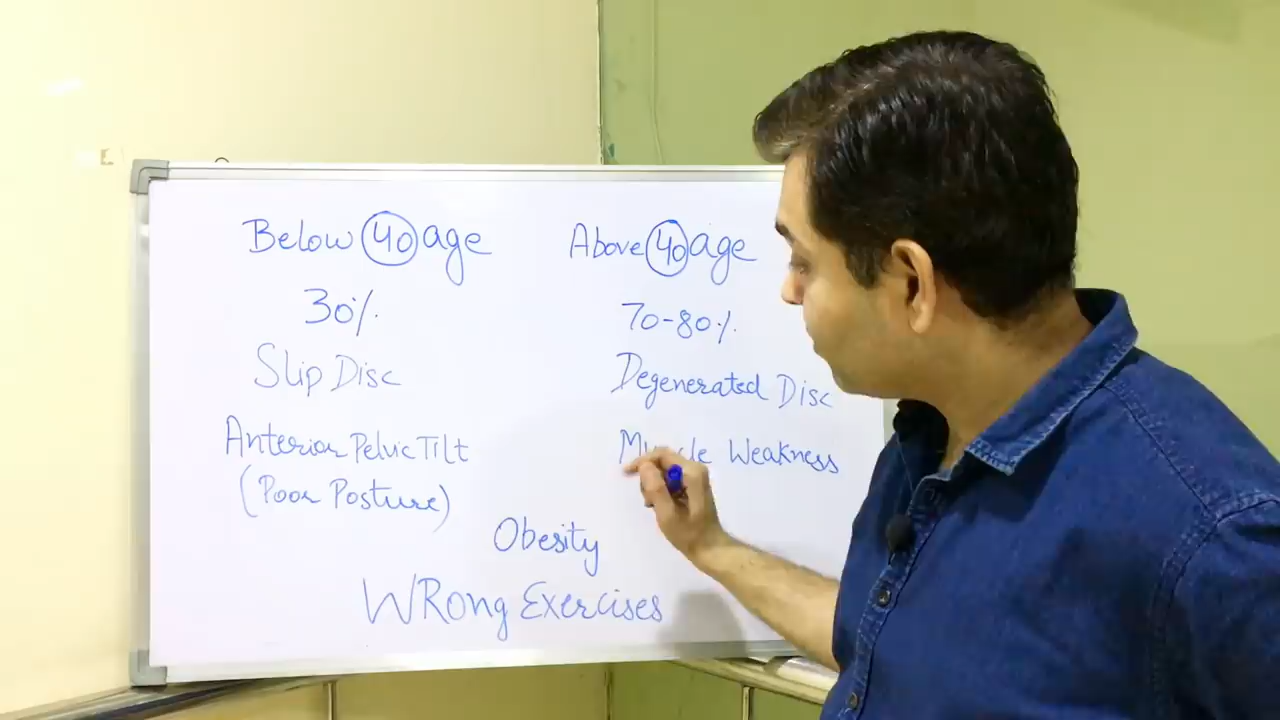 Below 40 age
30%
Slip Disc
Anterior Pelvic Tilt
(Poor Posture)
Above 40 age
70-80%
Degenerated Disc
Muscle Weakness
Obesity
Wrong Exercises